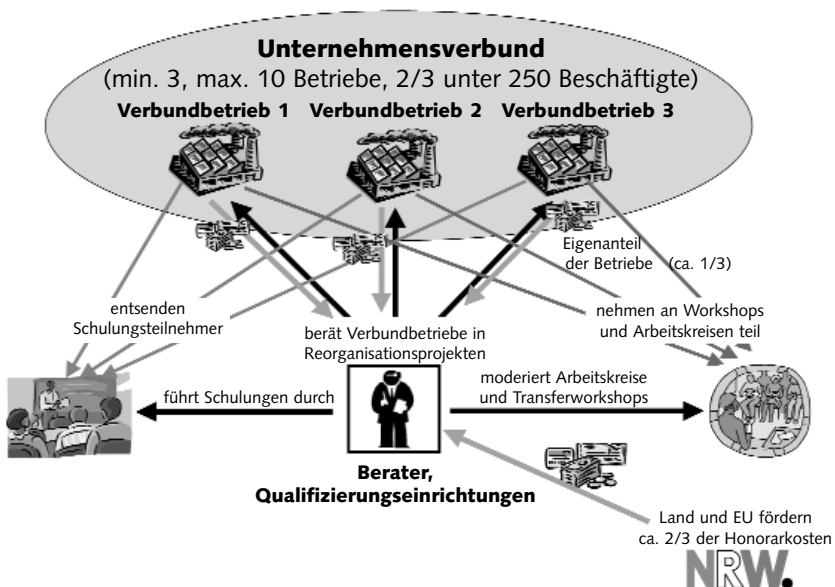 Unternehmensverbund
(min. 3, max. 10 Betriebe, 2/3 unter 250 Beschäftigte)
Verbundbetrieb 1 Verbundbetrieb 2 Verbundbetrieb 3
Eigenanteil
der Betriebe (ca. 1/3)
entsenden
Schulungsteilnehmer
berät Verbundbetriebe in
Reorganisationsprojekten
nehmen an Workshops
und Arbeitskreisen teil
führt Schulungen durch
moderiert Arbeitskreise
und Transferworkshops
Berater,
Qualifizierungseinrichtungen
Land und EU fördern
ca. 2/3 der Honorarkosten
NRW.